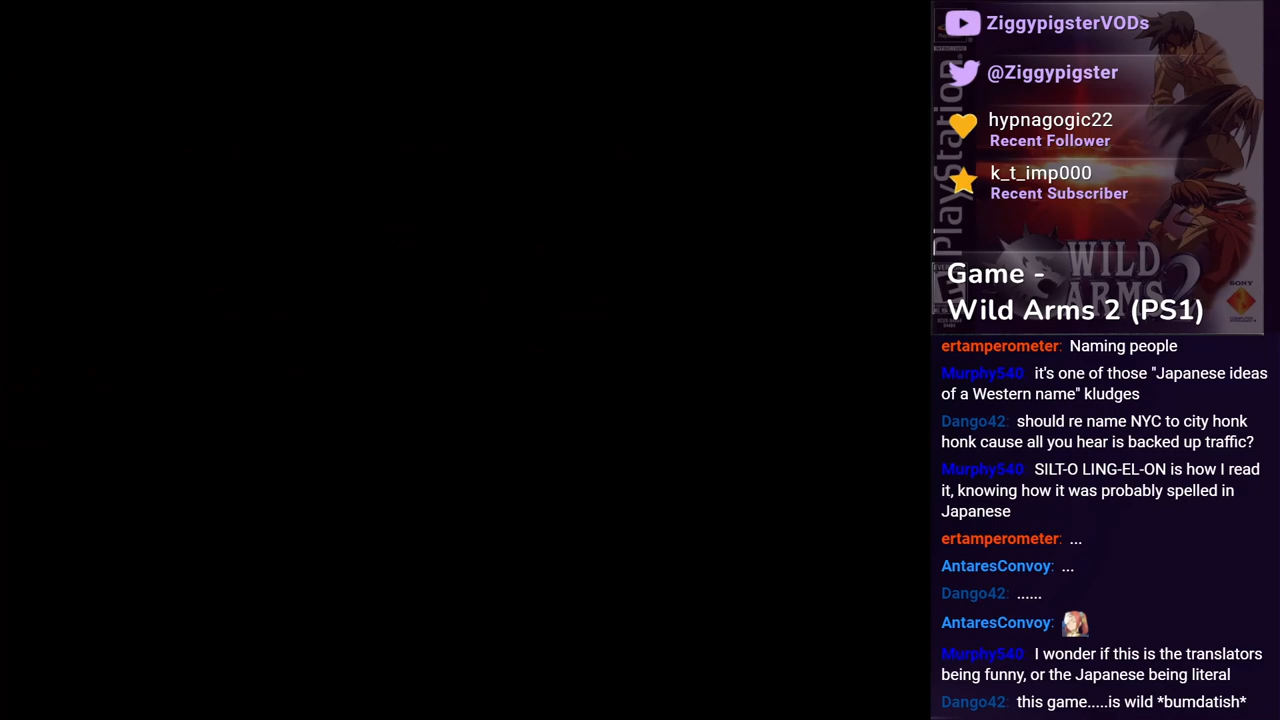 ZiggypigsterVODs
@Ziggypigster
hypnagogic22
Recent Follower
k_t_imp000
Recent Subscriber
PlayStation
WILD
ARMS 2
SONY
Game -
Wild Arms 2 (PS1)
ertamperometer: Naming people
Murphy540 it's one of those "Japanese ideas
of a Western name" kludges
Dango42: should re name NYC to city honk
honk cause all you hear is backed up traffic?
Murphy540 SILT-O LING-EL-ON is how I read
it, knowing how it was probably spelled in
Japanese
ertamperometer: ...
AntaresConvoy: ...
Dango42: ......
AntaresConvoy:
Murphy540 I wonder if this is the translators
being funny, or the Japanese being literal
Dango42: this game.....is wild *bumdatish*